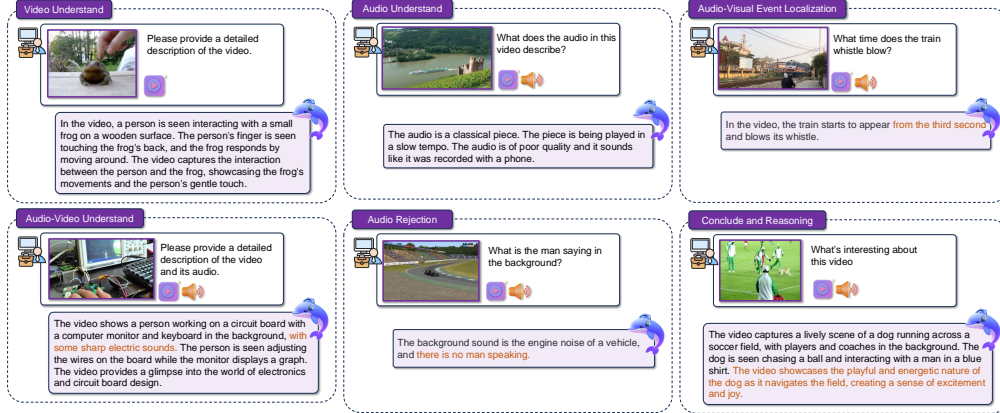 Video Understand
Please provide a detailed
description of the video.
In the video, a person is seen interacting with a small
frog on a wooden surface. The person's finger is seen
touching the frog's back, and the frog responds by
moving around. The video captures the interaction
between the person and the frog, showcasing the frog's
movements and the person's gentle touch.
Audio Understand
What does the audio in this
video describe?
The audio is a classical piece. The piece is being played in
a slow tempo. The audio is of poor quality and it sounds
like it was recorded with a phone.
Audio-Visual Event Localization
What time does the train
whistle blow?
In the video, the train starts to appear from the third second
and blows its whistle.
Audio-Video Understand
Please provide a detailed
description of the video
and its audio.
The video shows a person working on a circuit board with
a computer monitor and keyboard in the background, with
some sharp electric sounds. The person is seen adjusting
the wires on the board while the monitor displays a graph.
The video provides a glimpse into the world of electronics
and circuit board design.
Audio Rejection
What is the man saying in
the background?
The background sound is the engine noise of a vehicle,
and there is no man speaking.
Conclude and Reasoning
What's interesting about
this video
The video captures a lively scene of a dog running across a
soccer field, with players and coaches in the background. The
dog is seen chasing a ball and interacting with a man in a blue
shirt. The video showcases the playful and energetic nature of
the dog as it navigates the field, creating a sense of excitement
and joy.